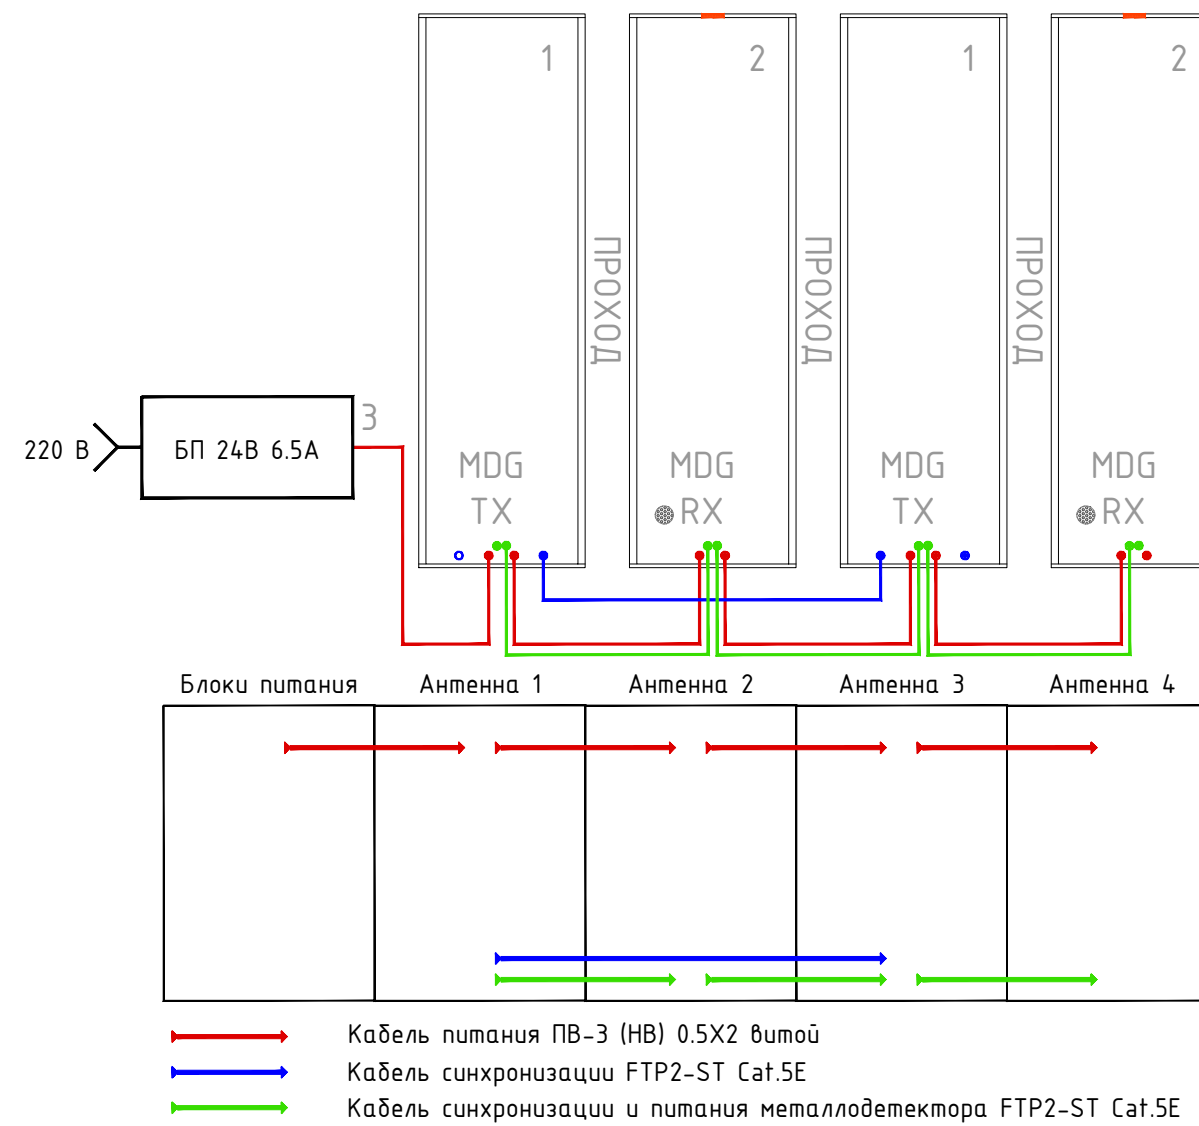 1
2
1
2
ПРОХОД
ПРОХОД
ПРОХОД
3
220 В
БП 24В 6.5А
MDG
TX
MDG
RX
MDG
TX
MDG
RX
Блоки питания
Антенна 1
Антенна 2
Антенна 3
Антенна 4
Кабель питания ПВ-3 (НВ) 0.5X2 витой
Кабель синхронизации FTP2-ST Cat.5E
Кабель синхронизации и питания металлодетектора FTP2-ST Cat.5E